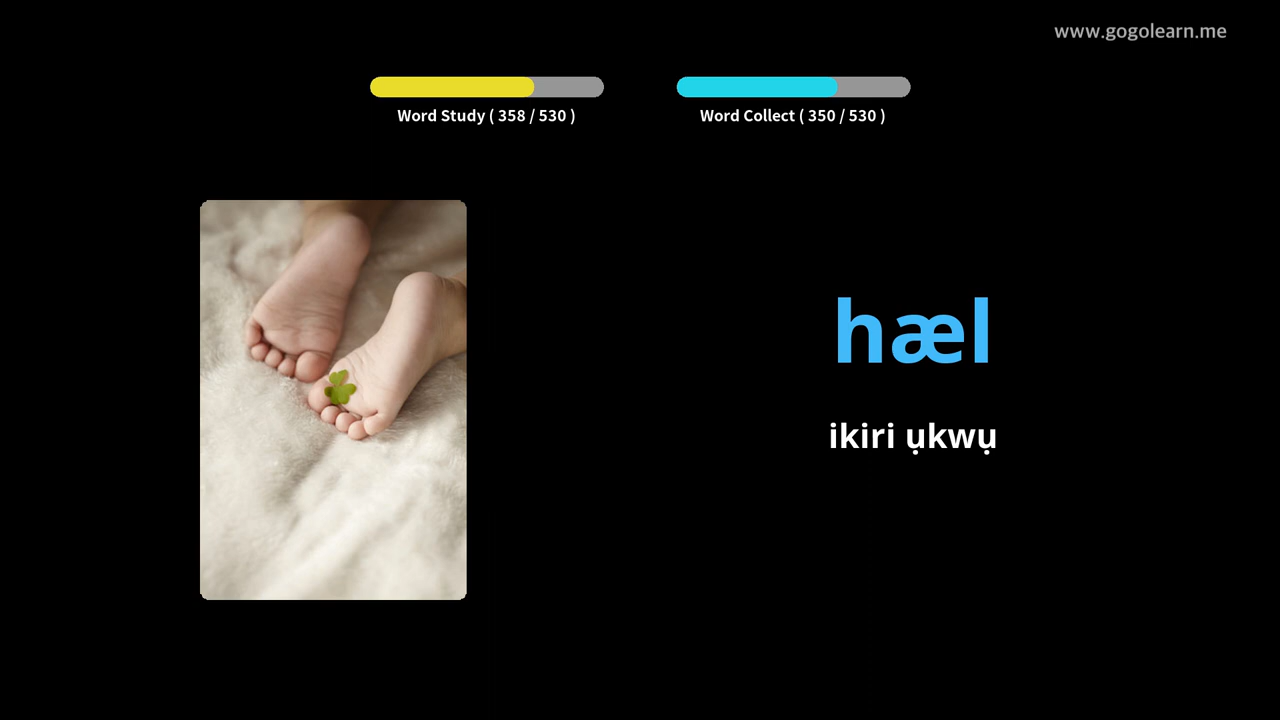 www.gogolearn.me
Word Study ( 358 / 530 )
Word Collect ( 350 / 530 )
hæl
ikiri ụkwụ